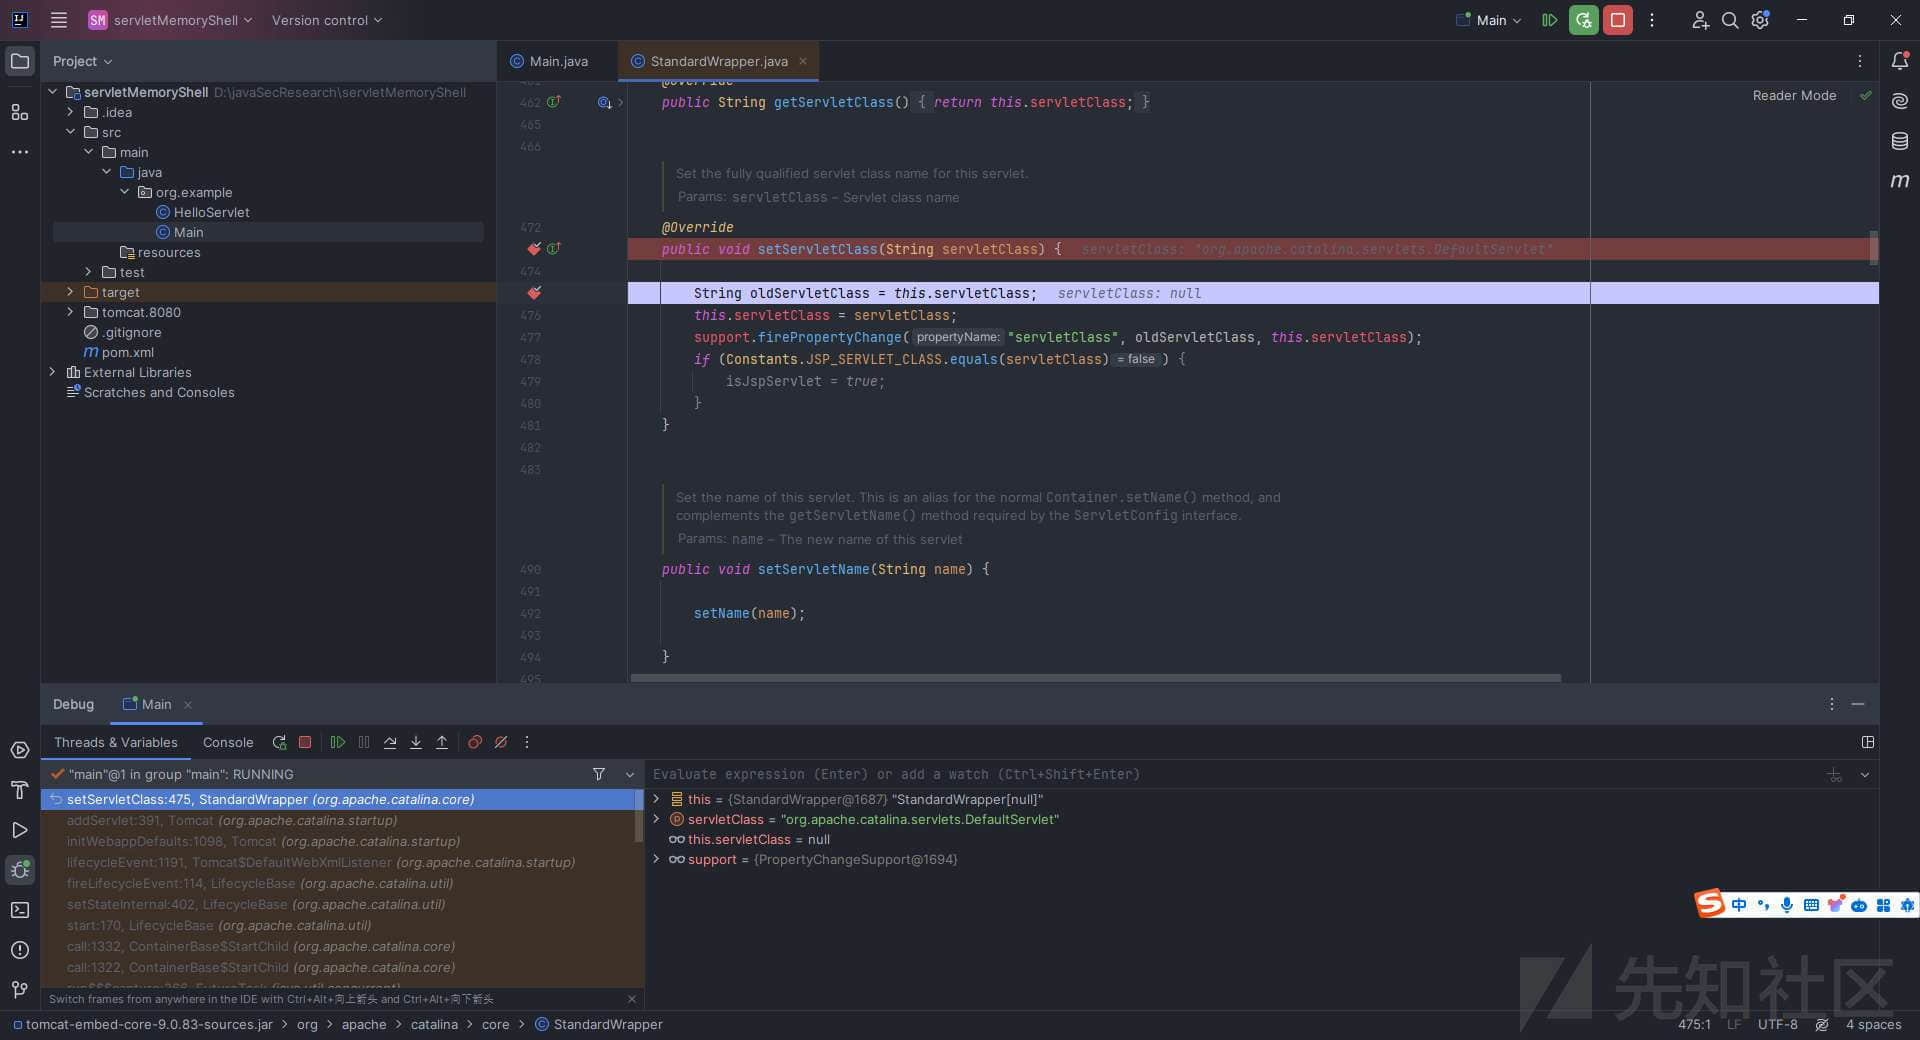 SM servletMemoryShell Version control Main
Project
Main.java StandardWrapper.java
servletMemoryShell D:\javaSecResearch\servletMemoryShell
.idea
src
main
java
org.example
HelloServlet
Main
resources
test
target
tomcat.8080
.gitignore
pom.xml
External Libraries
Scratches and Consoles
Reader Mode
@Override
462 public String getServletClass() { return this.servletClass; }
465
466
Set the fully qualified servlet class name for this servlet.
Params: servletClass – Servlet class name
472 @Override
public void setServletClass(String servletClass) { servletClass: "org.apache.catalina.servlets.DefaultServlet"
474
String oldServletClass = this.servletClass; servletClass: null
476 this.servletClass = servletClass;
477 support.firePropertyChange( propertyName: "servletClass", oldServletClass, this.servletClass);
478 if (Constants.JSP_SERVLET_CLASS.equals(servletClass) = false ) {
479 isJspServlet = true;
480 }
481 }
482
483
Set the name of this servlet. This is an alias for the normal Container.setName() method, and
complements the getServletName() method required by the ServletConfig interface.
Params: name – The new name of this servlet
490 public void setServletName(String name) {
491
492 setName(name);
493
494 }
495
Debug Main
Threads & Variables Console
"main"@1 in group "main": RUNNING
setServletClass:475, StandardWrapper (org.apache.catalina.core)
addServlet:391, Tomcat (org.apache.catalina.startup)
initWebappDefaults:1098, Tomcat (org.apache.catalina.startup)
lifecycleEvent:1191, Tomcat$DefaultWebXmlListener (org.apache.catalina.startup)
fireLifecycleEvent:114, LifecycleBase (org.apache.catalina.util)
setStateInternal:402, LifecycleBase (org.apache.catalina.util)
start:170, LifecycleBase (org.apache.catalina.util)
call:1332, ContainerBase$StartChild (org.apache.catalina.core)
call:1322, ContainerBase$StartChild (org.apache.catalina.core)
run$$$capture:266, FutureTask (java.util.concurrent)
Switch frames from anywhere in the IDE with Ctrl+Alt+向上箭头 and Ctrl+Alt+向下箭头
Evaluate expression (Enter) or add a watch (Ctrl+Shift+Enter)
this = {StandardWrapper@1687} "StandardWrapper[null]"
servletClass = "org.apache.catalina.servlets.DefaultServlet"
this.servletClass = null
support = {PropertyChangeSupport@1694}
中
先知社区
tomcat-embed-core-9.0.83-sources.jar > org > apache > catalina > core > StandardWrapper
475:1 LF UTF-8 4 spaces